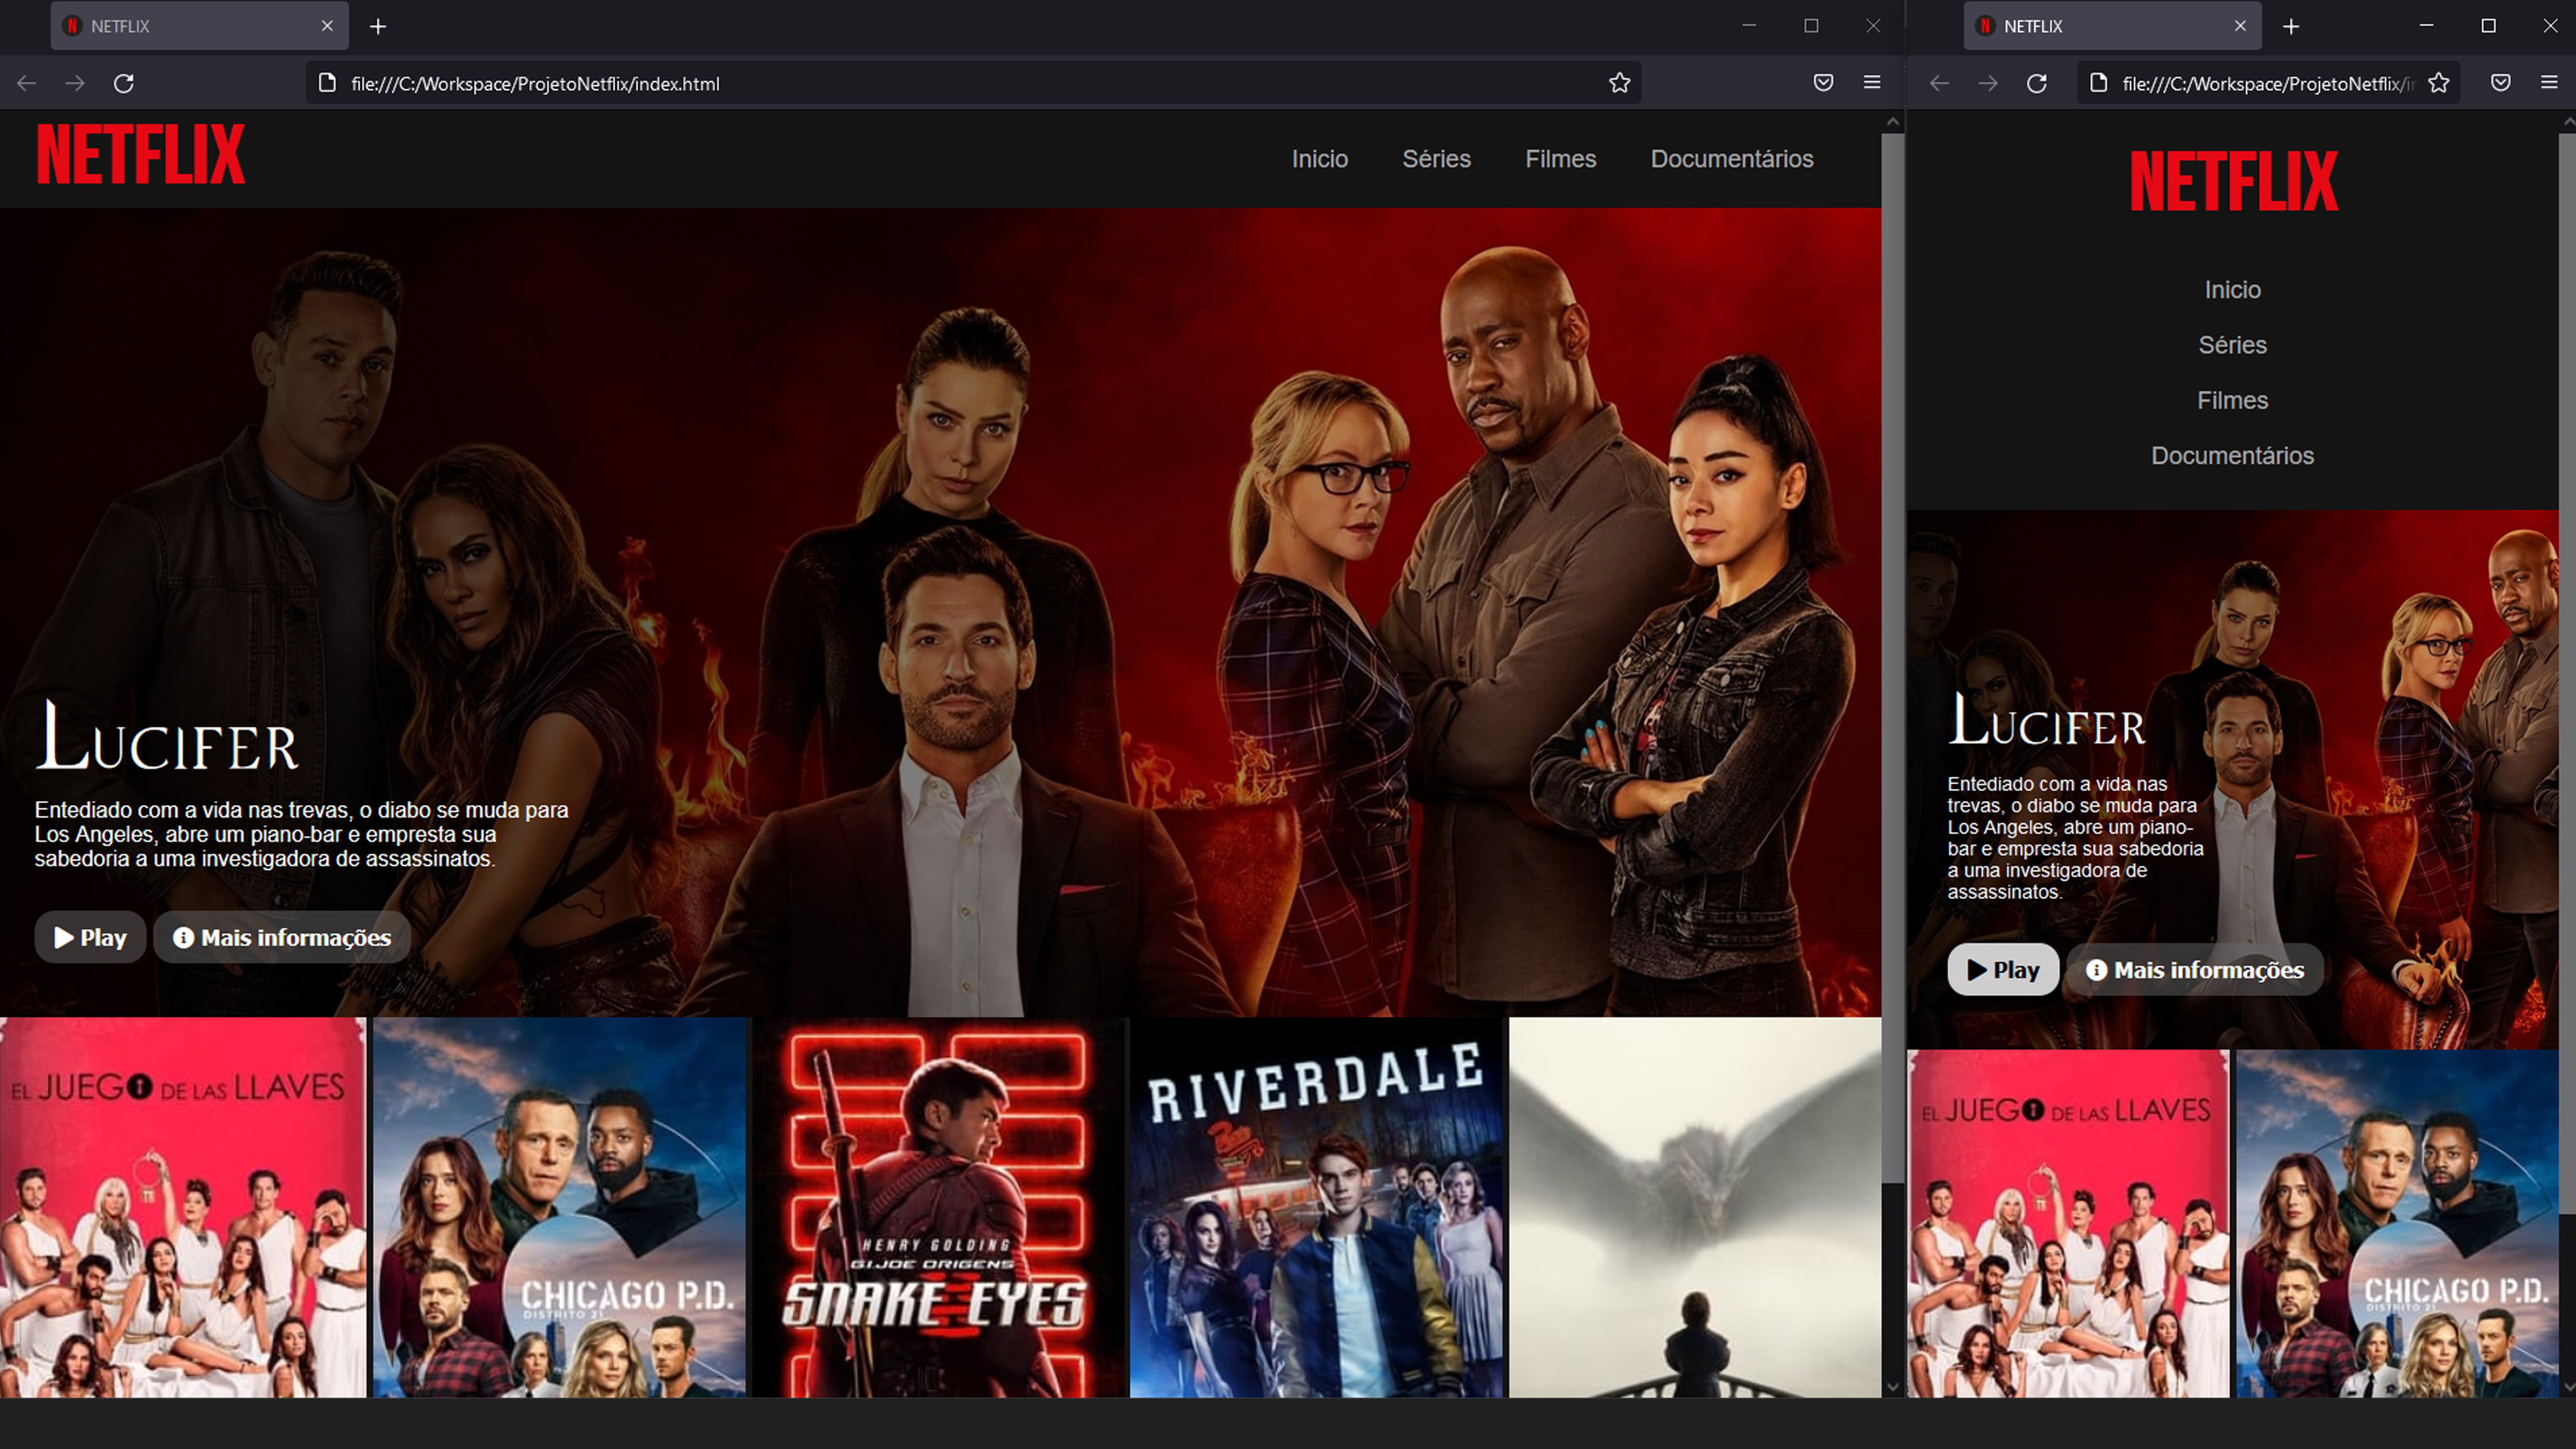 NETFLIX
file:///C:/Workspace/ProjetoNetflix/index.html
NETFLIX
Inicio Séries Filmes Documentários
LUCIFER
Entediado com a vida nas trevas, o diabo se muda para
Los Angeles, abre um piano-bar e empresta sua
sabedoria a uma investigadora de assassinatos.
Play Mais informações
EL JUEGO DE LAS LLAVES
CHICAGO P.D.
DISTRITO 21
HENRY GOLDING
G.I.JOE ORIGENS
SNAKE EYES
RIVERDALE
NETFLIX
file:///C:/Workspace/ProjetoNetflix/in
NETFLIX
Inicio
Séries
Filmes
Documentários
LUCIFER
Entediado com a vida nas
trevas, o diabo se muda para
Los Angeles, abre um piano-
bar e empresta sua sabedoria
a uma investigadora de
assassinatos.
Play Mais informações
EL JUEGO DE LAS LLAVES
CHICAGO P.D.
DISTRITO 21